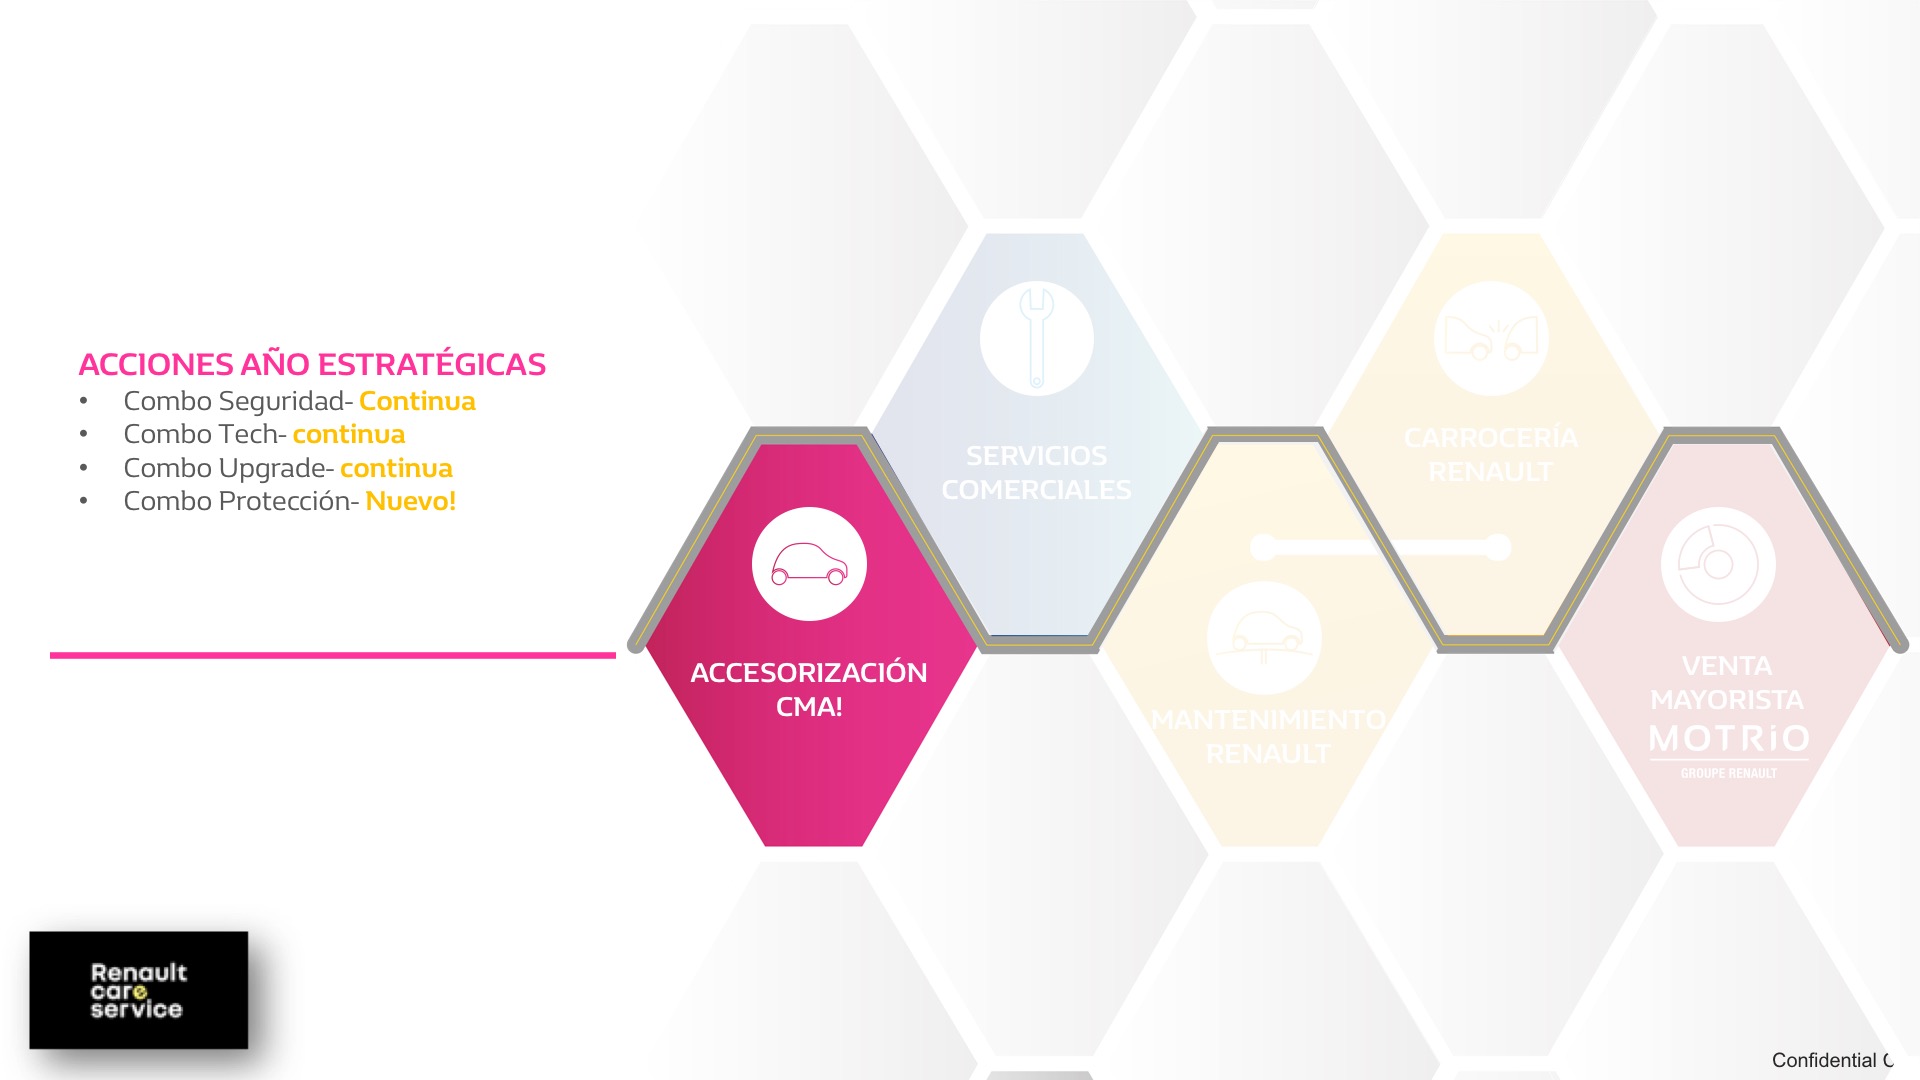 ACCIONES AÑO ESTRATÉGICAS
• Combo Seguridad- Continua
• Combo Tech- continua
• Combo Upgrade- continua
• Combo Protección- Nuevo!
ACCESORIZACIÓN
CMA!
SERVICIOS
COMERCIALES
MANTENIMIENTO
RENAULT
CARROCERÍA
RENAULT
VENTA
MAYORISTA
MOTRiO
GROUPE RENAULT
Renault
care
service
Confidential C